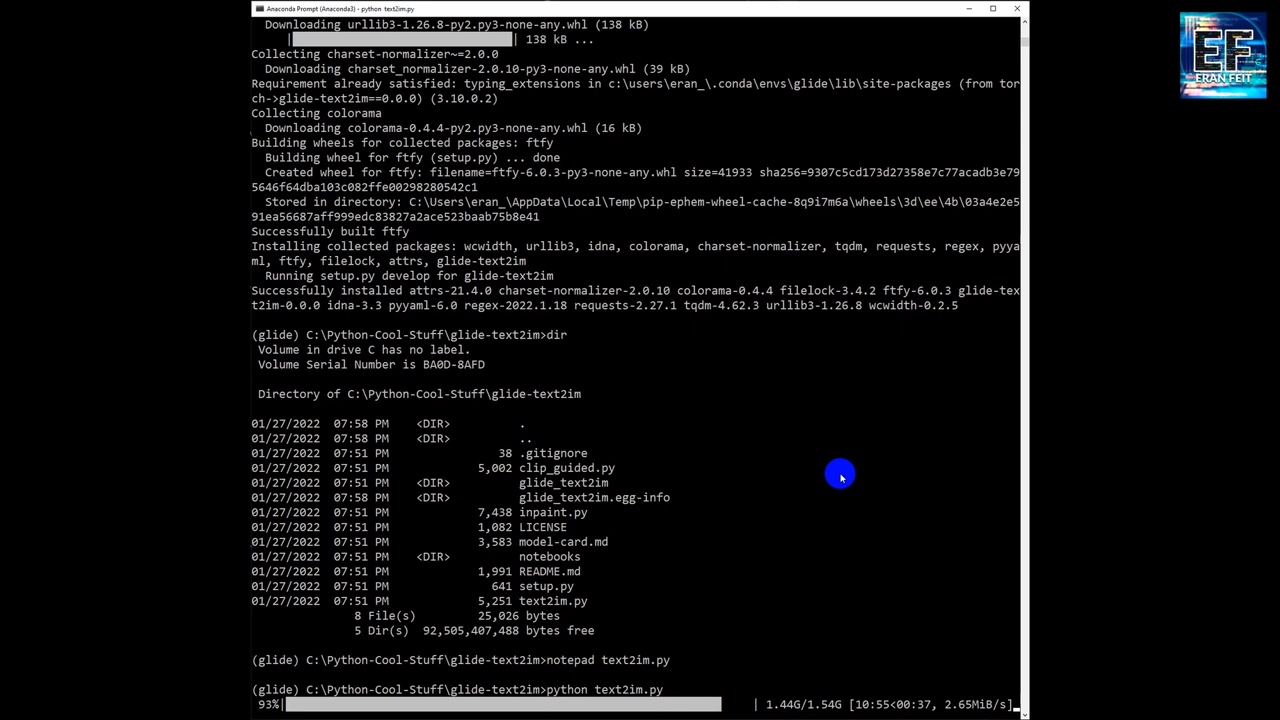 Anaconda Prompt (Anaconda3) - python text2im.py
Downloading urllib3-1.26.8-py2.py3-none-any.whl (138 kB)
| | 138 kB ...
Collecting charset-normalizer~=2.0.0
Downloading charset_normalizer-2.0.10-py3-none-any.whl (39 kB)
Requirement already satisfied: typing_extensions in c:\users\eran_\.conda\envs\glide\lib\site-packages (from tor
ch->glide-text2im==0.0.0) (3.10.0.2)
Collecting colorama
Downloading colorama-0.4.4-py2.py3-none-any.whl (16 kB)
Building wheels for collected packages: ftfy
Building wheel for ftfy (setup.py) ... done
Created wheel for ftfy: filename=ftfy-6.0.3-py3-none-any.whl size=41933 sha256=9307c5cd173d27358e7c77acadb3e79
5646f64dba103c082ffe00298280542c1
Stored in directory: C:\Users\eran_\AppData\Local\Temp\pip-ephem-wheel-cache-8q9i7m6a\wheels\3d\ee\4b\03a4e2e5
91ea56687aff999edc83827a2ace523baab75b8e41
Successfully built ftfy
Installing collected packages: wcwidth, urllib3, idna, colorama, charset-normalizer, tqdm, requests, regex, pyya
ml, ftfy, filelock, attrs, glide-text2im
Running setup.py develop for glide-text2im
Successfully installed attrs-21.4.0 charset-normalizer-2.0.10 colorama-0.4.4 filelock-3.4.2 ftfy-6.0.3 glide-tex
t2im-0.0.0 idna-3.3 pyyaml-6.0 regex-2022.1.18 requests-2.27.1 tqdm-4.62.3 urllib3-1.26.8 wcwidth-0.2.5
(glide) C:\Python-Cool-Stuff\glide-text2im>dir
Volume in drive C has no label.
Volume Serial Number is BA0D-8AFD
Directory of C:\Python-Cool-Stuff\glide-text2im
01/27/2022 07:58 PM <DIR> .
01/27/2022 07:58 PM <DIR> ..
01/27/2022 07:51 PM 38 .gitignore
01/27/2022 07:51 PM 5,002 clip_guided.py
01/27/2022 07:51 PM <DIR> glide_text2im
01/27/2022 07:58 PM <DIR> glide_text2im.egg-info
01/27/2022 07:51 PM 7,438 inpaint.py
01/27/2022 07:51 PM 1,082 LICENSE
01/27/2022 07:51 PM 3,583 model-card.md
01/27/2022 07:51 PM <DIR> notebooks
01/27/2022 07:51 PM 1,991 README.md
01/27/2022 07:51 PM 641 setup.py
01/27/2022 07:51 PM 5,251 text2im.py
8 File(s) 25,026 bytes
5 Dir(s) 92,505,407,488 bytes free
(glide) C:\Python-Cool-Stuff\glide-text2im>notepad text2im.py
(glide) C:\Python-Cool-Stuff\glide-text2im>python text2im.py
93%| | 1.44G/1.54G [10:55<00:37, 2.65MiB/s]
EF
ERAN FEIT